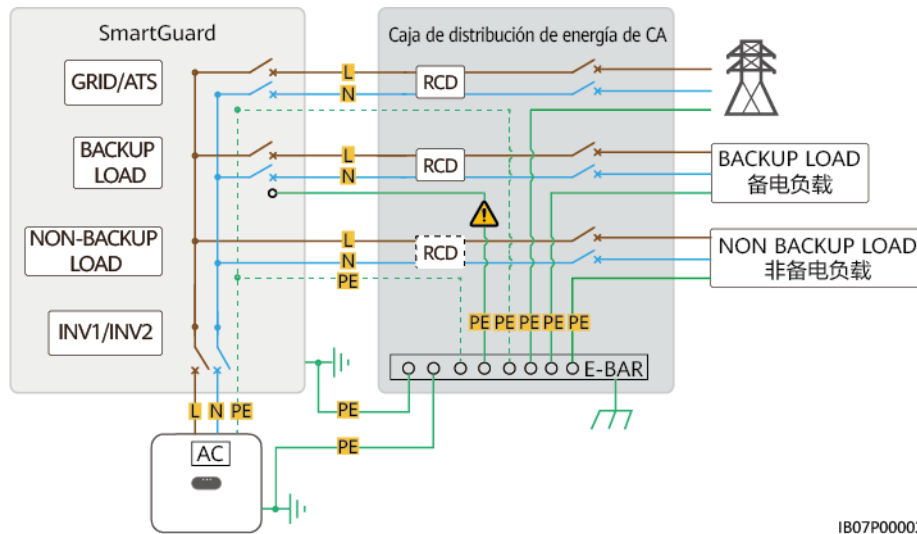 SmartGuard
Caja de distribución de energía de CA
GRID/ATS
L
N
RCD
BACKUP
LOAD
L
N
RCD
BACKUP LOAD
备电负载
NON-BACKUP
LOAD
L
N
PE
RCD
NON BACKUP LOAD
非备电负载
INV1/INV2
PE
PE
PE
PE
PE
E-BAR
L
N
PE
PE
PE
AC